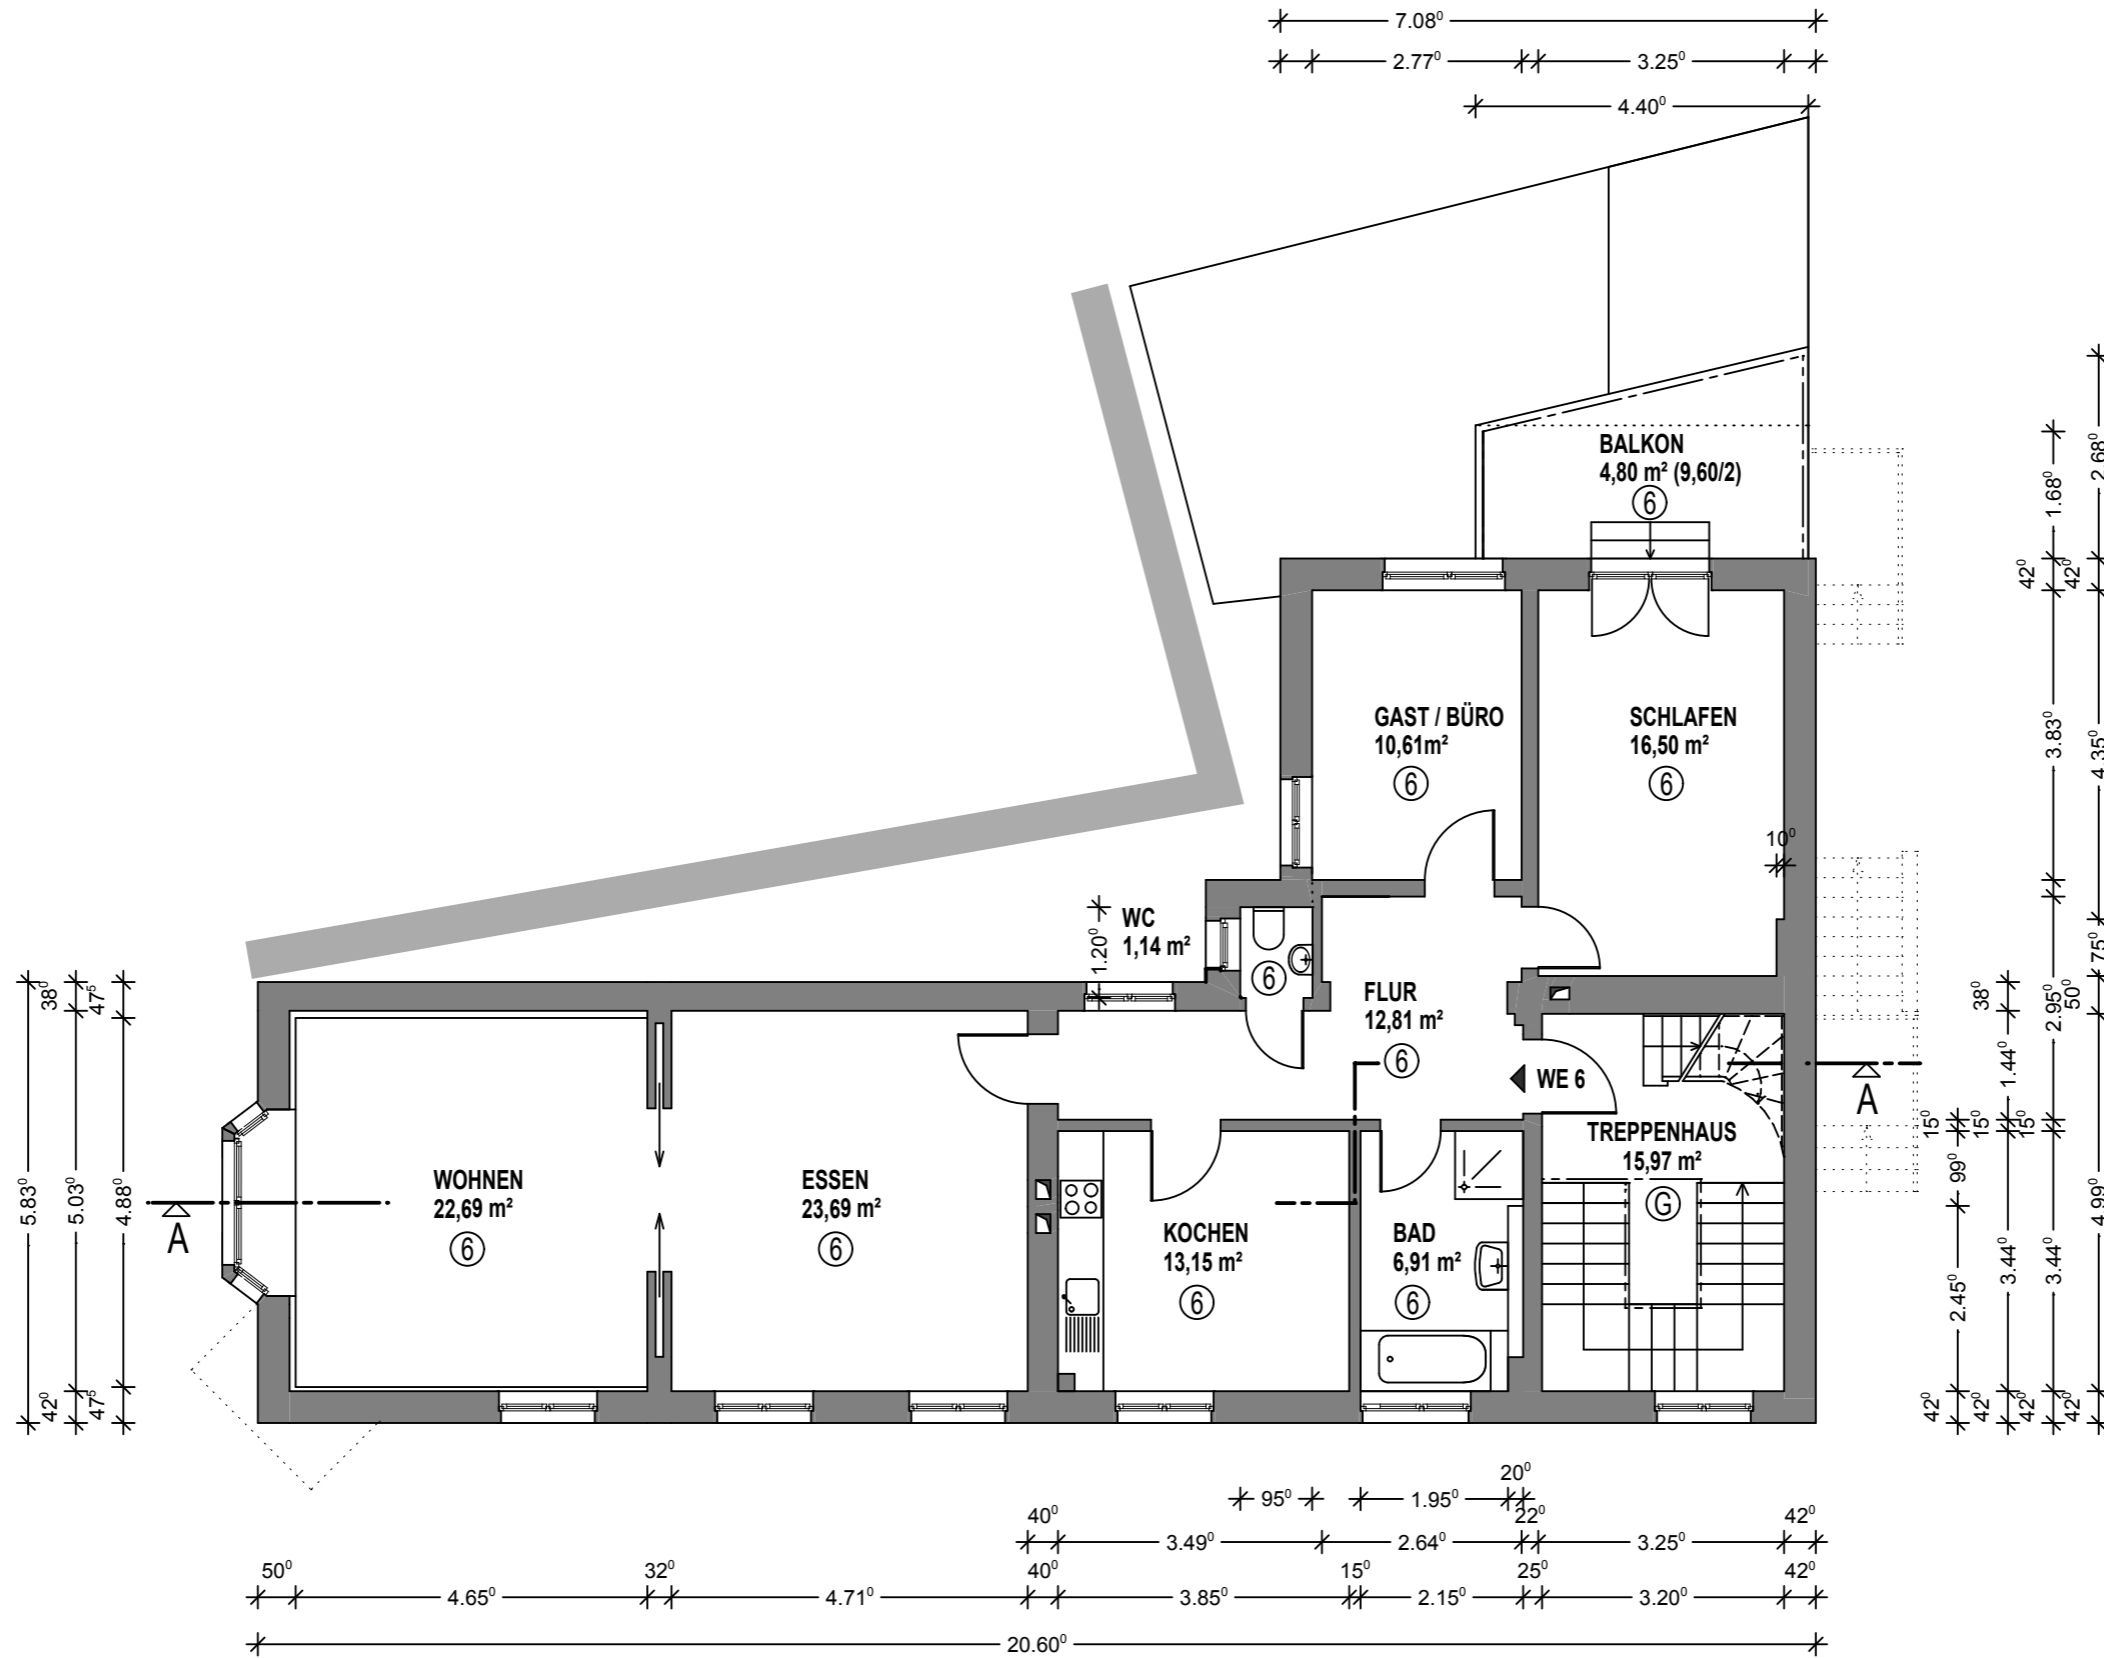 7.08⁰
2.77⁰ 3.25⁰
4.40⁰
BALKON
4,80 m² (9,60/2)
6
GAST / BÜRO
10,61m²
6
SCHLAFEN
16,50 m²
6
10⁰
WC
1,14 m²
6
1.20⁰
FLUR
12,81 m²
6
WE 6
TREPPENHAUS
15,97 m²
G
WOHNEN
22,69 m²
6
ESSEN
23,69 m²
6
KOCHEN
13,15 m²
6
BAD
6,91 m²
6
A
A
5.83⁰
38⁰ 5.03⁰ 42⁰
47⁵ 4.88⁰ 47⁵
15⁰ 99⁰ 2.45⁰ 42⁰
38⁰ 1.44⁰ 15⁰ 3.44⁰ 42⁰
1.68⁰ 42⁰ 3.83⁰ 2.95⁰ 15⁰ 3.44⁰ 42⁰
2.68⁰ 42⁰ 4.35⁰ 75⁰ 50⁰ 4.99⁰ 42⁰
20⁰
95⁰ 1.95⁰
40⁰ 22⁰ 42⁰
3.49⁰ 2.64⁰ 3.25⁰
50⁰ 32⁰ 40⁰ 15⁰ 25⁰ 42⁰
4.65⁰ 4.71⁰ 3.85⁰ 2.15⁰ 3.20⁰
20.60⁰